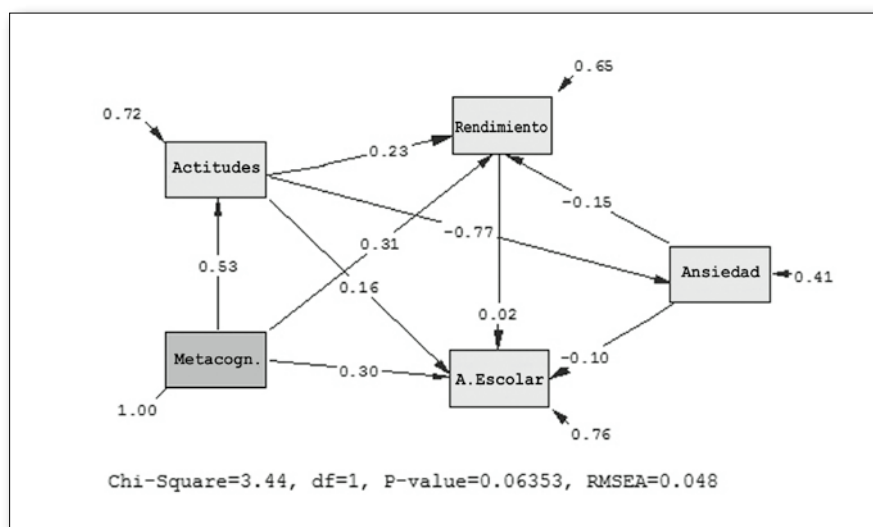 0.65
0.72
Rendimiento
Actitudes
0.23
-0.15
0.31
-0.77
Ansiedad
0.41
0.53
0.16
0.02
Metacogn.
-0.10
0.30
A.Escolar
1.00
0.76
Chi-Square=3.44, df=1, P-value=0.06353, RMSEA=0.048